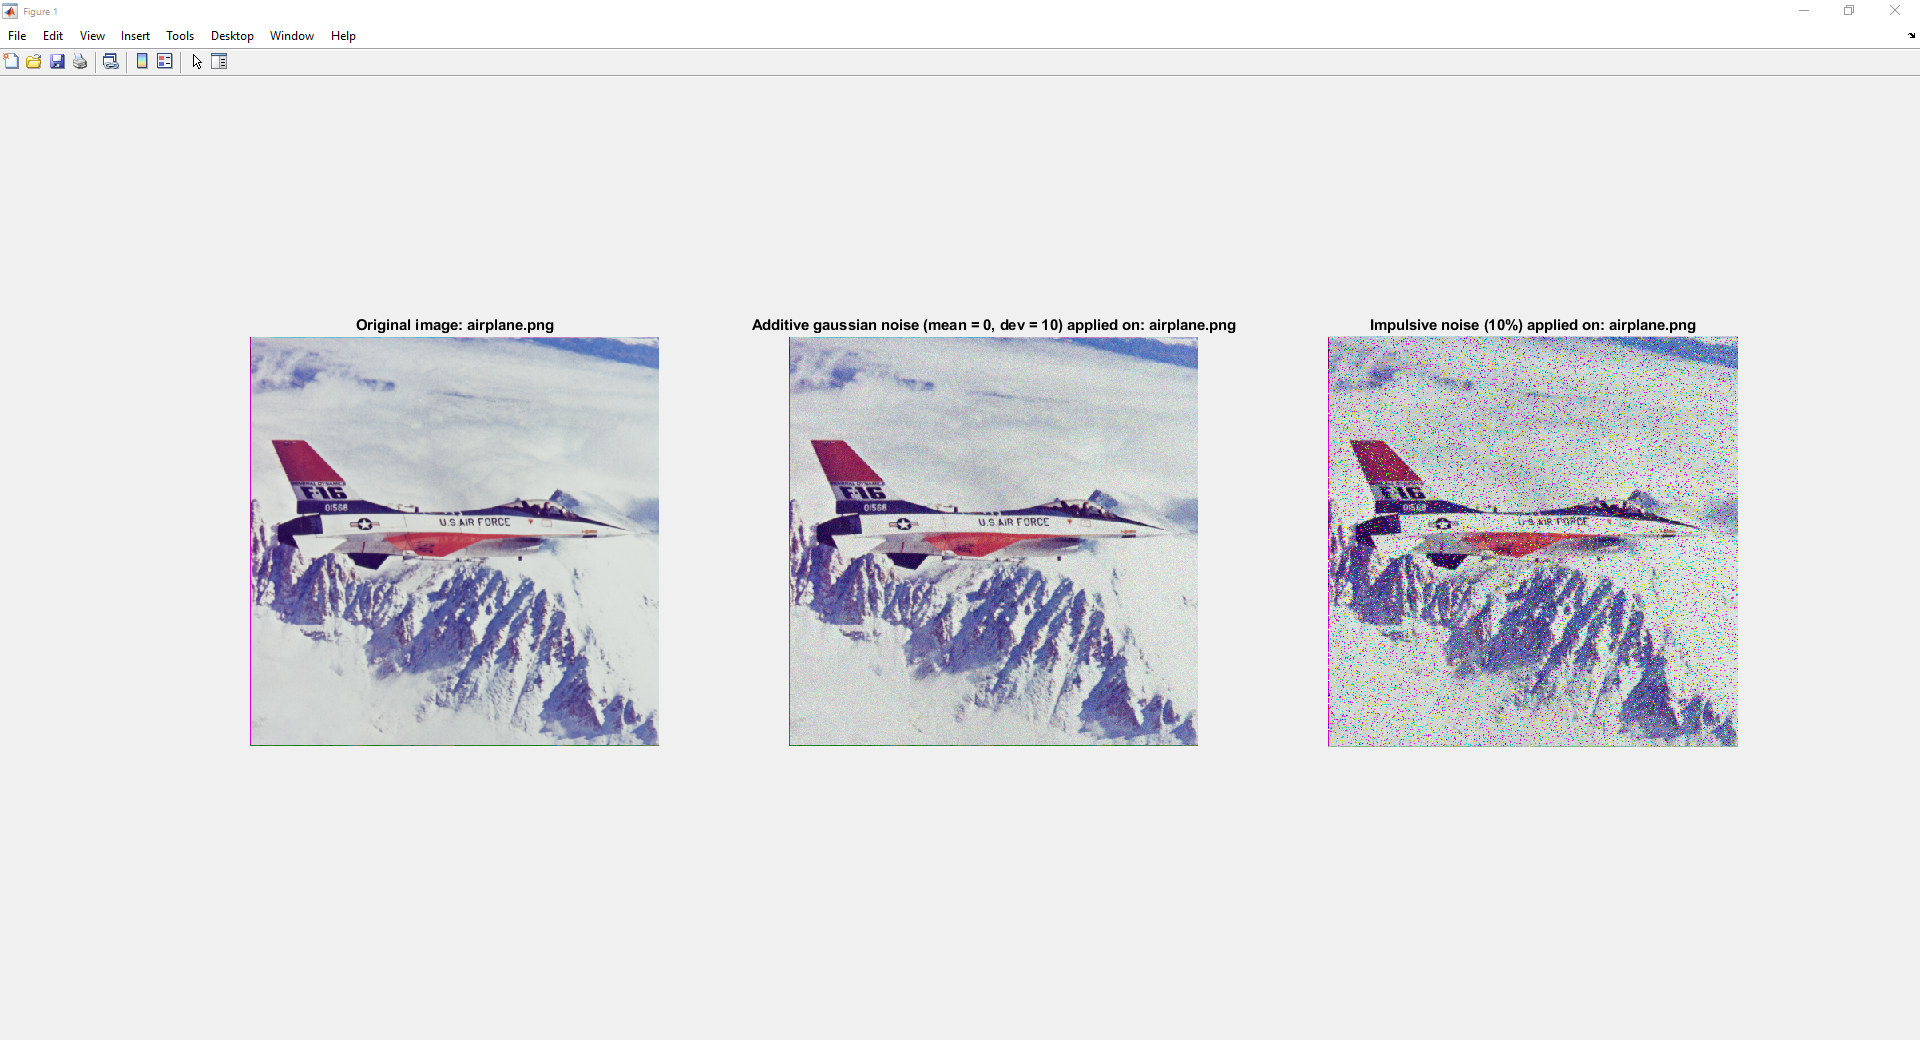 Figure 1
File Edit View Insert Tools Desktop Window Help
Original image: airplane.png
Additive gaussian noise (mean = 0, dev = 10) applied on: airplane.png
Impulsive noise (10%) applied on: airplane.png
F-16
01568
U.S. AIR FORCE
F-16
01568
U.S. AIR FORCE
F-16
01568
U.S. AIR FORCE